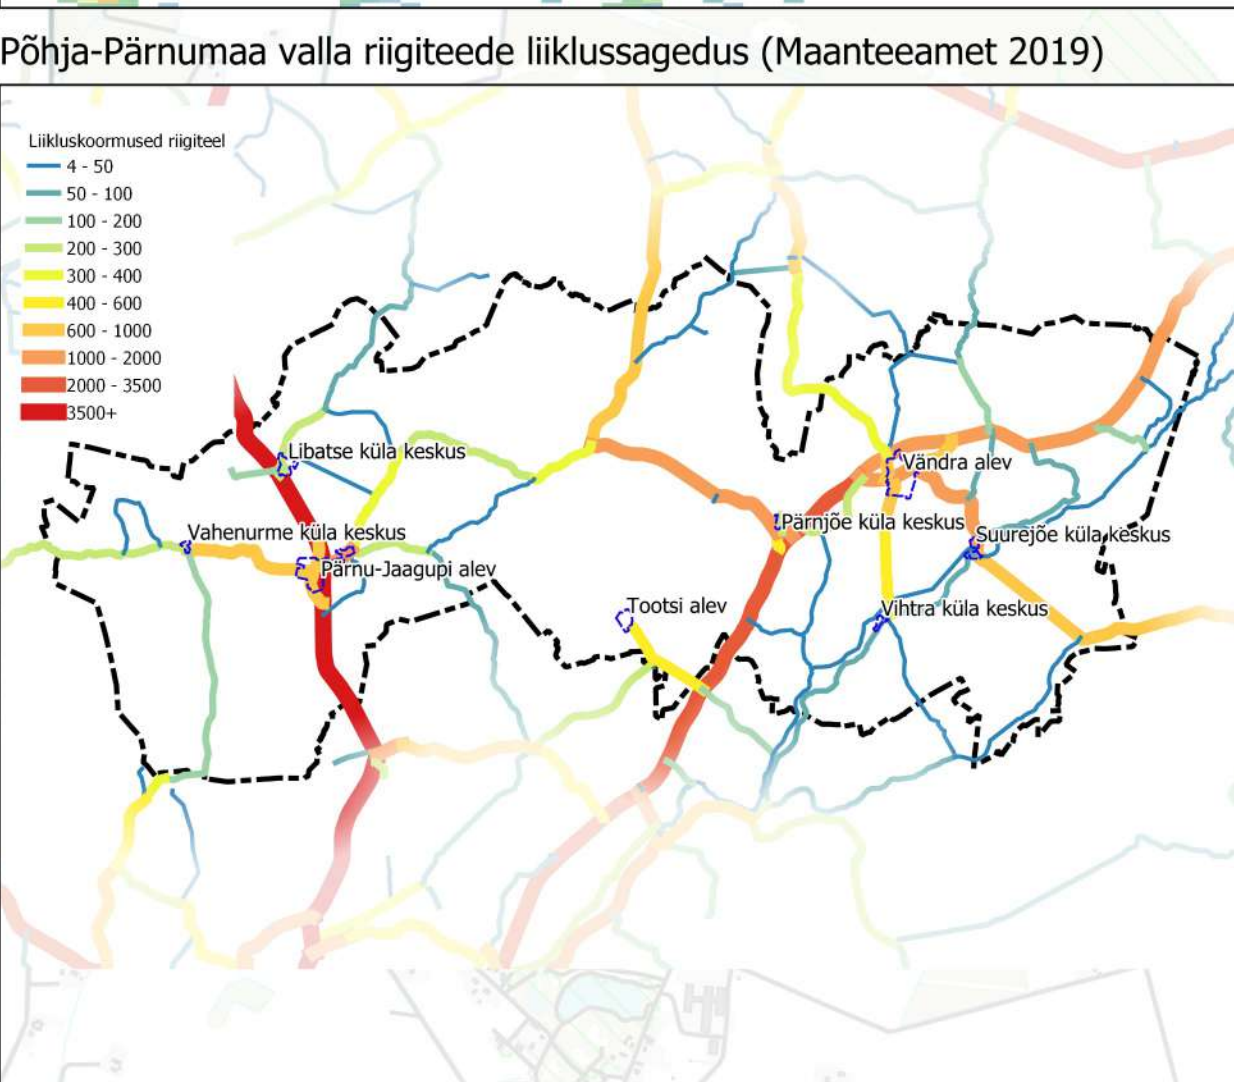 Põhja-Pärnumaa valla riigiteede liiklussagedus (Maanteeamet 2019)
Liikluskoormused riigiteel
4 - 50
50 - 100
100 - 200
200 - 300
300 - 400
400 - 600
600 - 1000
1000 - 2000
2000 - 3500
3500+
Libatse küla keskus
Vändra alev
Vahenurme küla keskus
Pärnjõe küla keskus
Suurejõe küla keskus
Pärnu-Jaagupi alev
Tootsi alev
Vihtra küla keskus